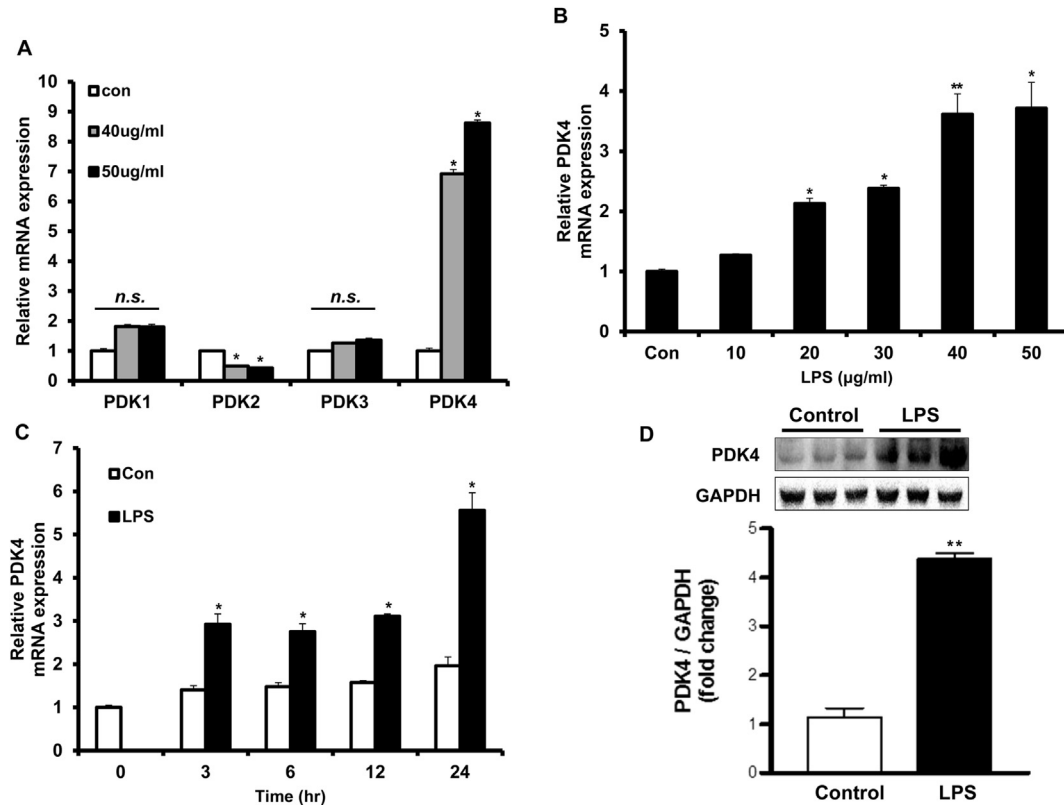 A
Relative mRNA expression
10
9
8
7
6
5
4
3
2
1
0
con
40ug/ml
50ug/ml
n.s.
* *
n.s.
*
*
PDK1 PDK2 PDK3 PDK4
B
Relative PDK4
mRNA expression
5
4
3
2
1
0
*
*
**
*
Con 10 20 30 40 50
LPS (µg/ml)
C
Relative PDK4
mRNA expression
7
6
5
4
3
2
1
0
Con
LPS
*
*
*
*
0 3 6 12 24
Time (hr)
D
Control LPS
PDK4
GAPDH
PDK4 / GAPDH
(fold change)
5
4
3
2
1
0
**
Control LPS